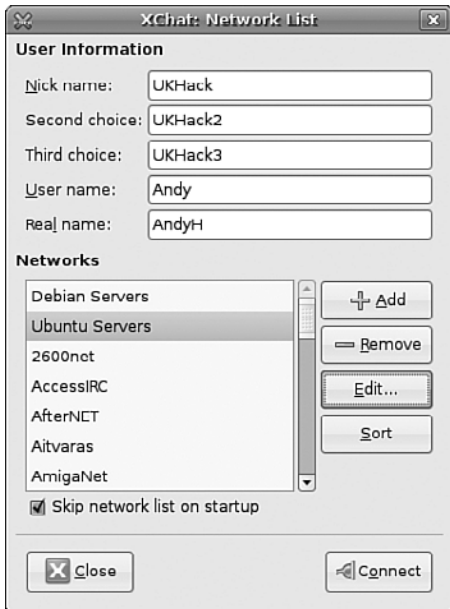 XChat: Network List
User Information
Nick name: UKHack
Second choice: UKHack2
Third choice: UKHack3
User name: Andy
Real name: AndyH
Networks
Debian Servers
Ubuntu Servers
2600net
AccessIRC
AfterNET
Aitvaras
AmigaNet
Add
Remove
Edit...
Sort
Skip network list on startup
Close
Connect